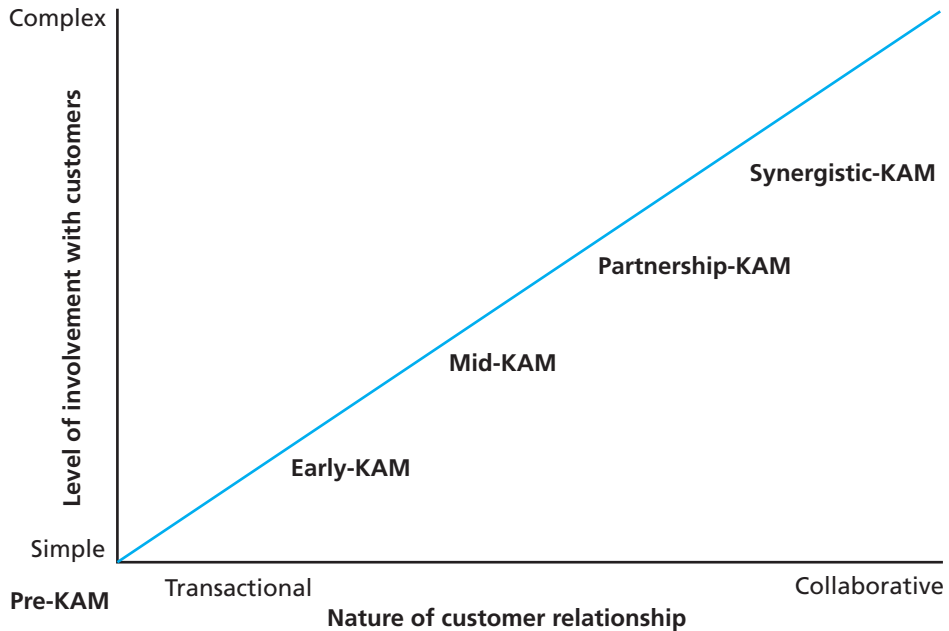 Complex
Level of involvement with customers
Synergistic-KAM
Partnership-KAM
Mid-KAM
Early-KAM
Simple
Pre-KAM
Transactional
Collaborative
Nature of customer relationship